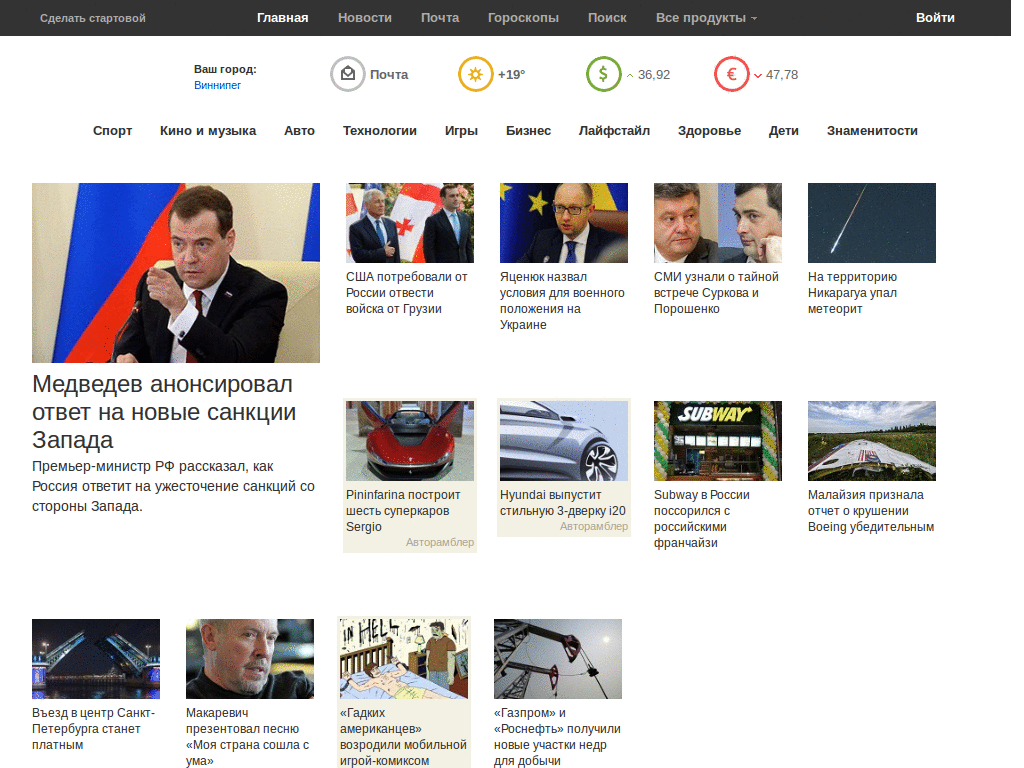 Сделать стартовой
Главная
Новости
Почта
Гороскопы
Поиск
Все продукты
Войти
Ваш город:
Виннипег
Почта
+19°
$
36,92
€
47,78
Спорт
Кино и музыка
Авто
Технологии
Игры
Бизнес
Лайфстайл
Здоровье
Дети
Знаменитости
Медведев анонсировал
ответ на новые санкции
Запада
Премьер-министр РФ рассказал, как
Россия ответит на ужесточение санкций со
стороны Запада.
США потребовали от
России отвести
войска от Грузии
Яценюк назвал
условия для военного
положения на
Украине
СМИ узнали о тайной
встрече Суркова и
Порошенко
На территорию
Никарагуа упал
метеорит
Pininfarina построит
шесть суперкаров
Sergio
Авторамблер
Hyundai выпустит
стильную 3-дверку i20
Авторамблер
SUBWAY
Subway в России
поссорился с
российскими
франчайзи
Малайзия признала
отчет о крушении
Boeing убедительным
Въезд в центр Санкт-
Петербурга станет
платным
Макаревич
презентовал песню
«Моя страна сошла с
ума»
IN HELL
«Гадких
американцев»
возродили мобильной
игрой-комиксом
«Газпром» и
«Роснефть» получили
новые участки недр
для добычи